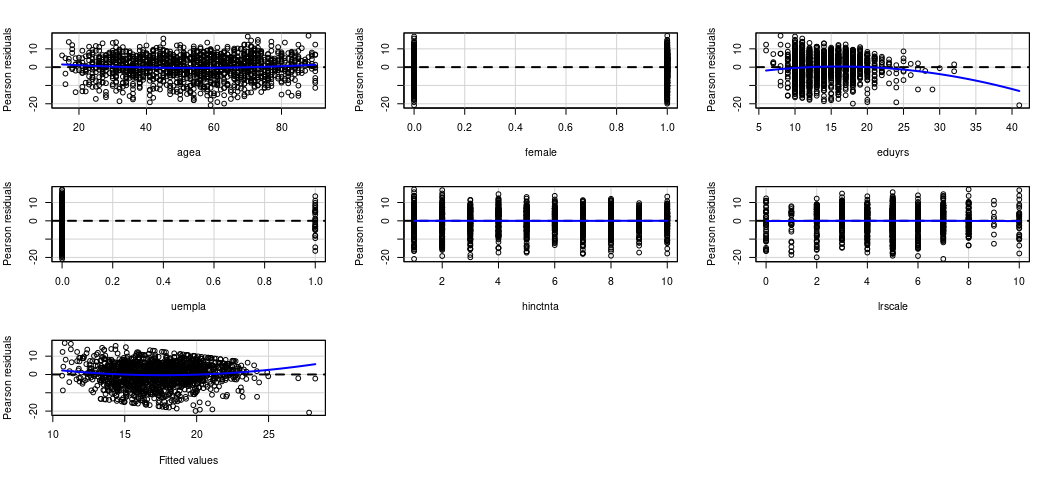 Pearson residuals
-20 0 10
20 40 60 80
agea
Pearson residuals
-20 0 10
0.0 0.2 0.4 0.6 0.8 1.0
female
Pearson residuals
-20 0 10
5 10 15 20 25 30 35 40
eduyrs
Pearson residuals
-20 0 10
0.0 0.2 0.4 0.6 0.8 1.0
uempla
Pearson residuals
-20 0 10
2 4 6 8 10
hinctnta
Pearson residuals
-20 0 10
0 2 4 6 8 10
lrscale
Pearson residuals
-20 0 10
10 15 20 25
Fitted values